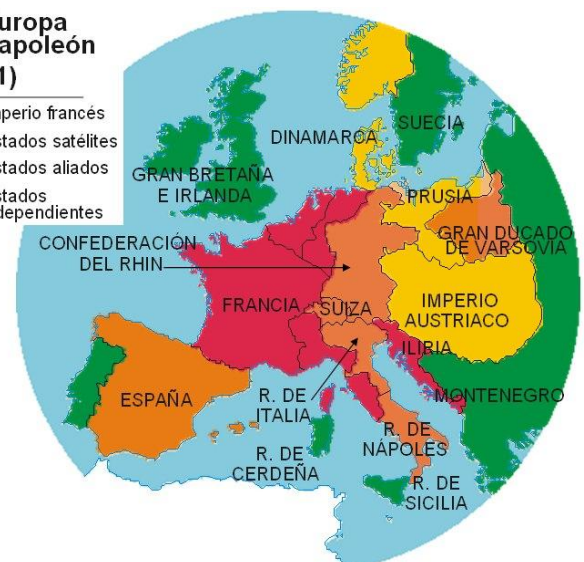 uropa
apoleón
1)
nperio francés
stados satélites
stados aliados
stados
dependientes
DINAMARCA
SUECIA
GRAN BRETAÑA
E IRLANDA
PRUSIA
GRAN DUCADO
DE VARSOVIA
CONFEDERACIÓN
DEL RHIN
FRANCIA
SUIZA
IMPERIO
AUSTRIACO
ILIRIA
MONTENEGRO
ESPAÑA
R. DE
ITALIA
R. DE
NÁPOLES
R. DE
CERDEÑA
R. DE
SICILIA